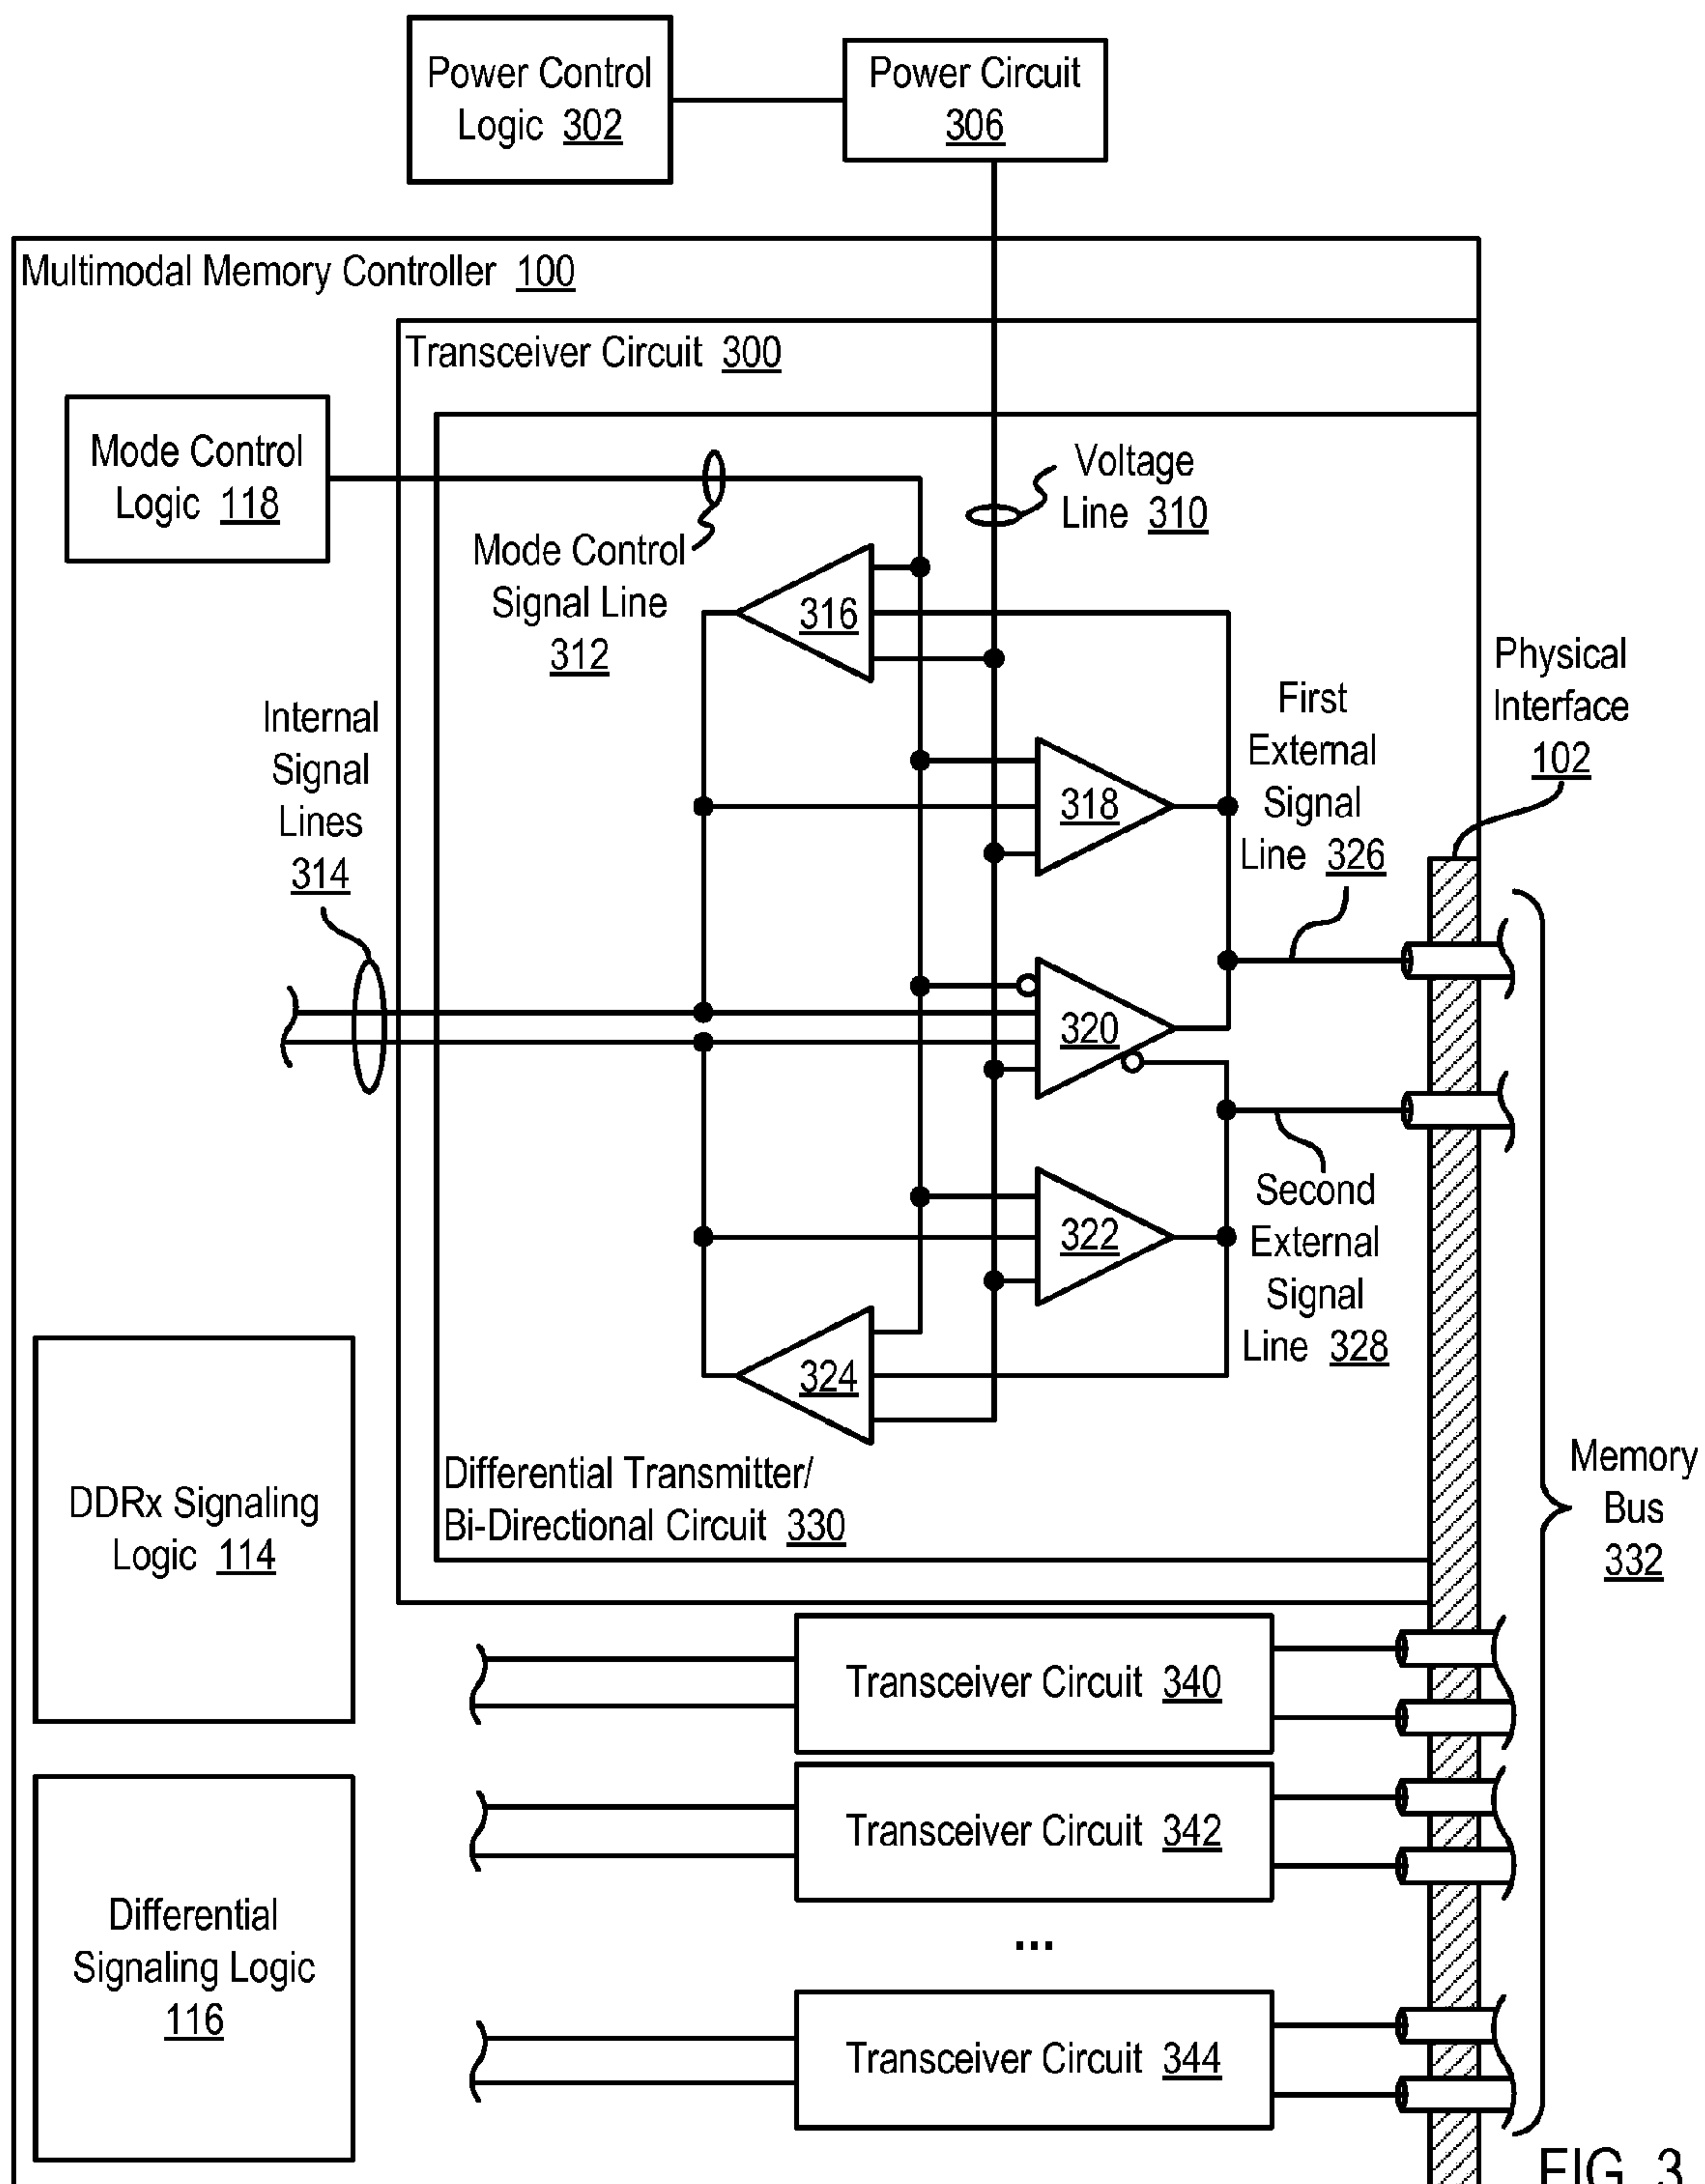 Power Control
Logic 302
Power Circuit
306
Multimodal Memory Controller 100
Transceiver Circuit 300
Mode Control
Logic 118
Mode Control
Signal Line
312
Voltage
Line 310
316
Physical
Interface
102
Internal
Signal
Lines
314
318
First
External
Signal
Line 326
320
322
Second
External
Signal
Line 328
324
Differential Transmitter/
Bi-Directional Circuit 330
Memory
Bus
332
DDRx Signaling
Logic 114
Transceiver Circuit 340
Transceiver Circuit 342
Differential
Signaling Logic
116
...
Transceiver Circuit 344
FIG. 3